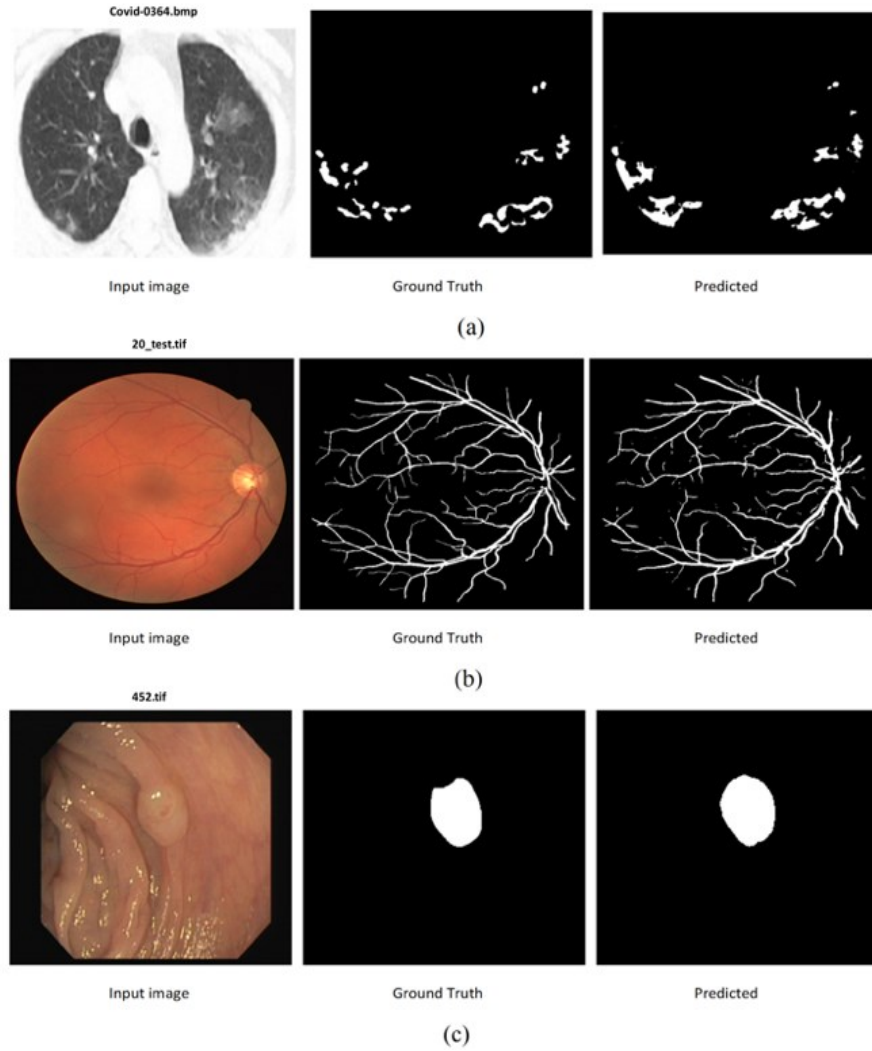 Covid-0364.bmp
Input image Ground Truth Predicted
(a)
20_test.tif
Input image Ground Truth Predicted
(b)
452.tif
Input image Ground Truth Predicted
(c)